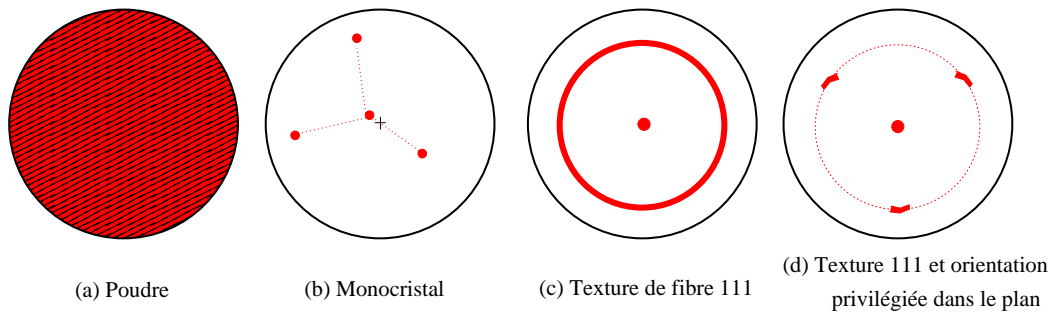 (a) Poudre
(b) Monocristal
(c) Texture de fibre 111
(d) Texture 111 et orientation
privilégiée dans le plan